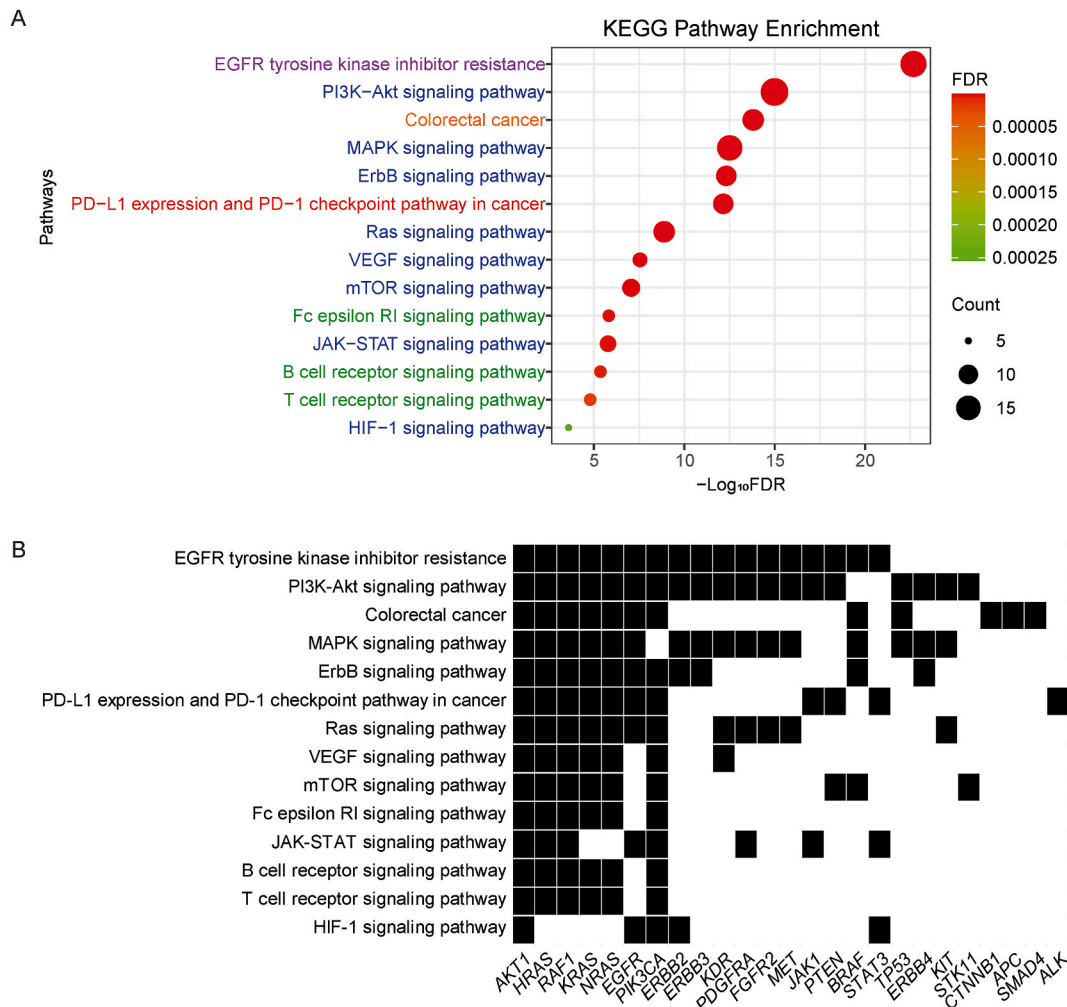 A
KEGG Pathway Enrichment
Pathways
EGFR tyrosine kinase inhibitor resistance
PI3K−Akt signaling pathway
Colorectal cancer
MAPK signaling pathway
ErbB signaling pathway
PD−L1 expression and PD−1 checkpoint pathway in cancer
Ras signaling pathway
VEGF signaling pathway
mTOR signaling pathway
Fc epsilon RI signaling pathway
JAK−STAT signaling pathway
B cell receptor signaling pathway
T cell receptor signaling pathway
HIF−1 signaling pathway
5 10 15 20
−Log₁₀FDR
FDR
0.00005
0.00010
0.00015
0.00020
0.00025
Count
5
10
15
B
EGFR tyrosine kinase inhibitor resistance
PI3K-Akt signaling pathway
Colorectal cancer
MAPK signaling pathway
ErbB signaling pathway
PD-L1 expression and PD-1 checkpoint pathway in cancer
Ras signaling pathway
VEGF signaling pathway
mTOR signaling pathway
Fc epsilon RI signaling pathway
JAK-STAT signaling pathway
B cell receptor signaling pathway
T cell receptor signaling pathway
HIF-1 signaling pathway
AKT1 HRAS RAF1 KRAS NRAS EGFR PIK3CA ERBB2 ERBB3 KDR PDGFRA FGFR2 MET JAK1 PTEN BRAF STAT3 TP53 ERBB4 KIT STK11 CTNNB1 APC SMAD4 ALK